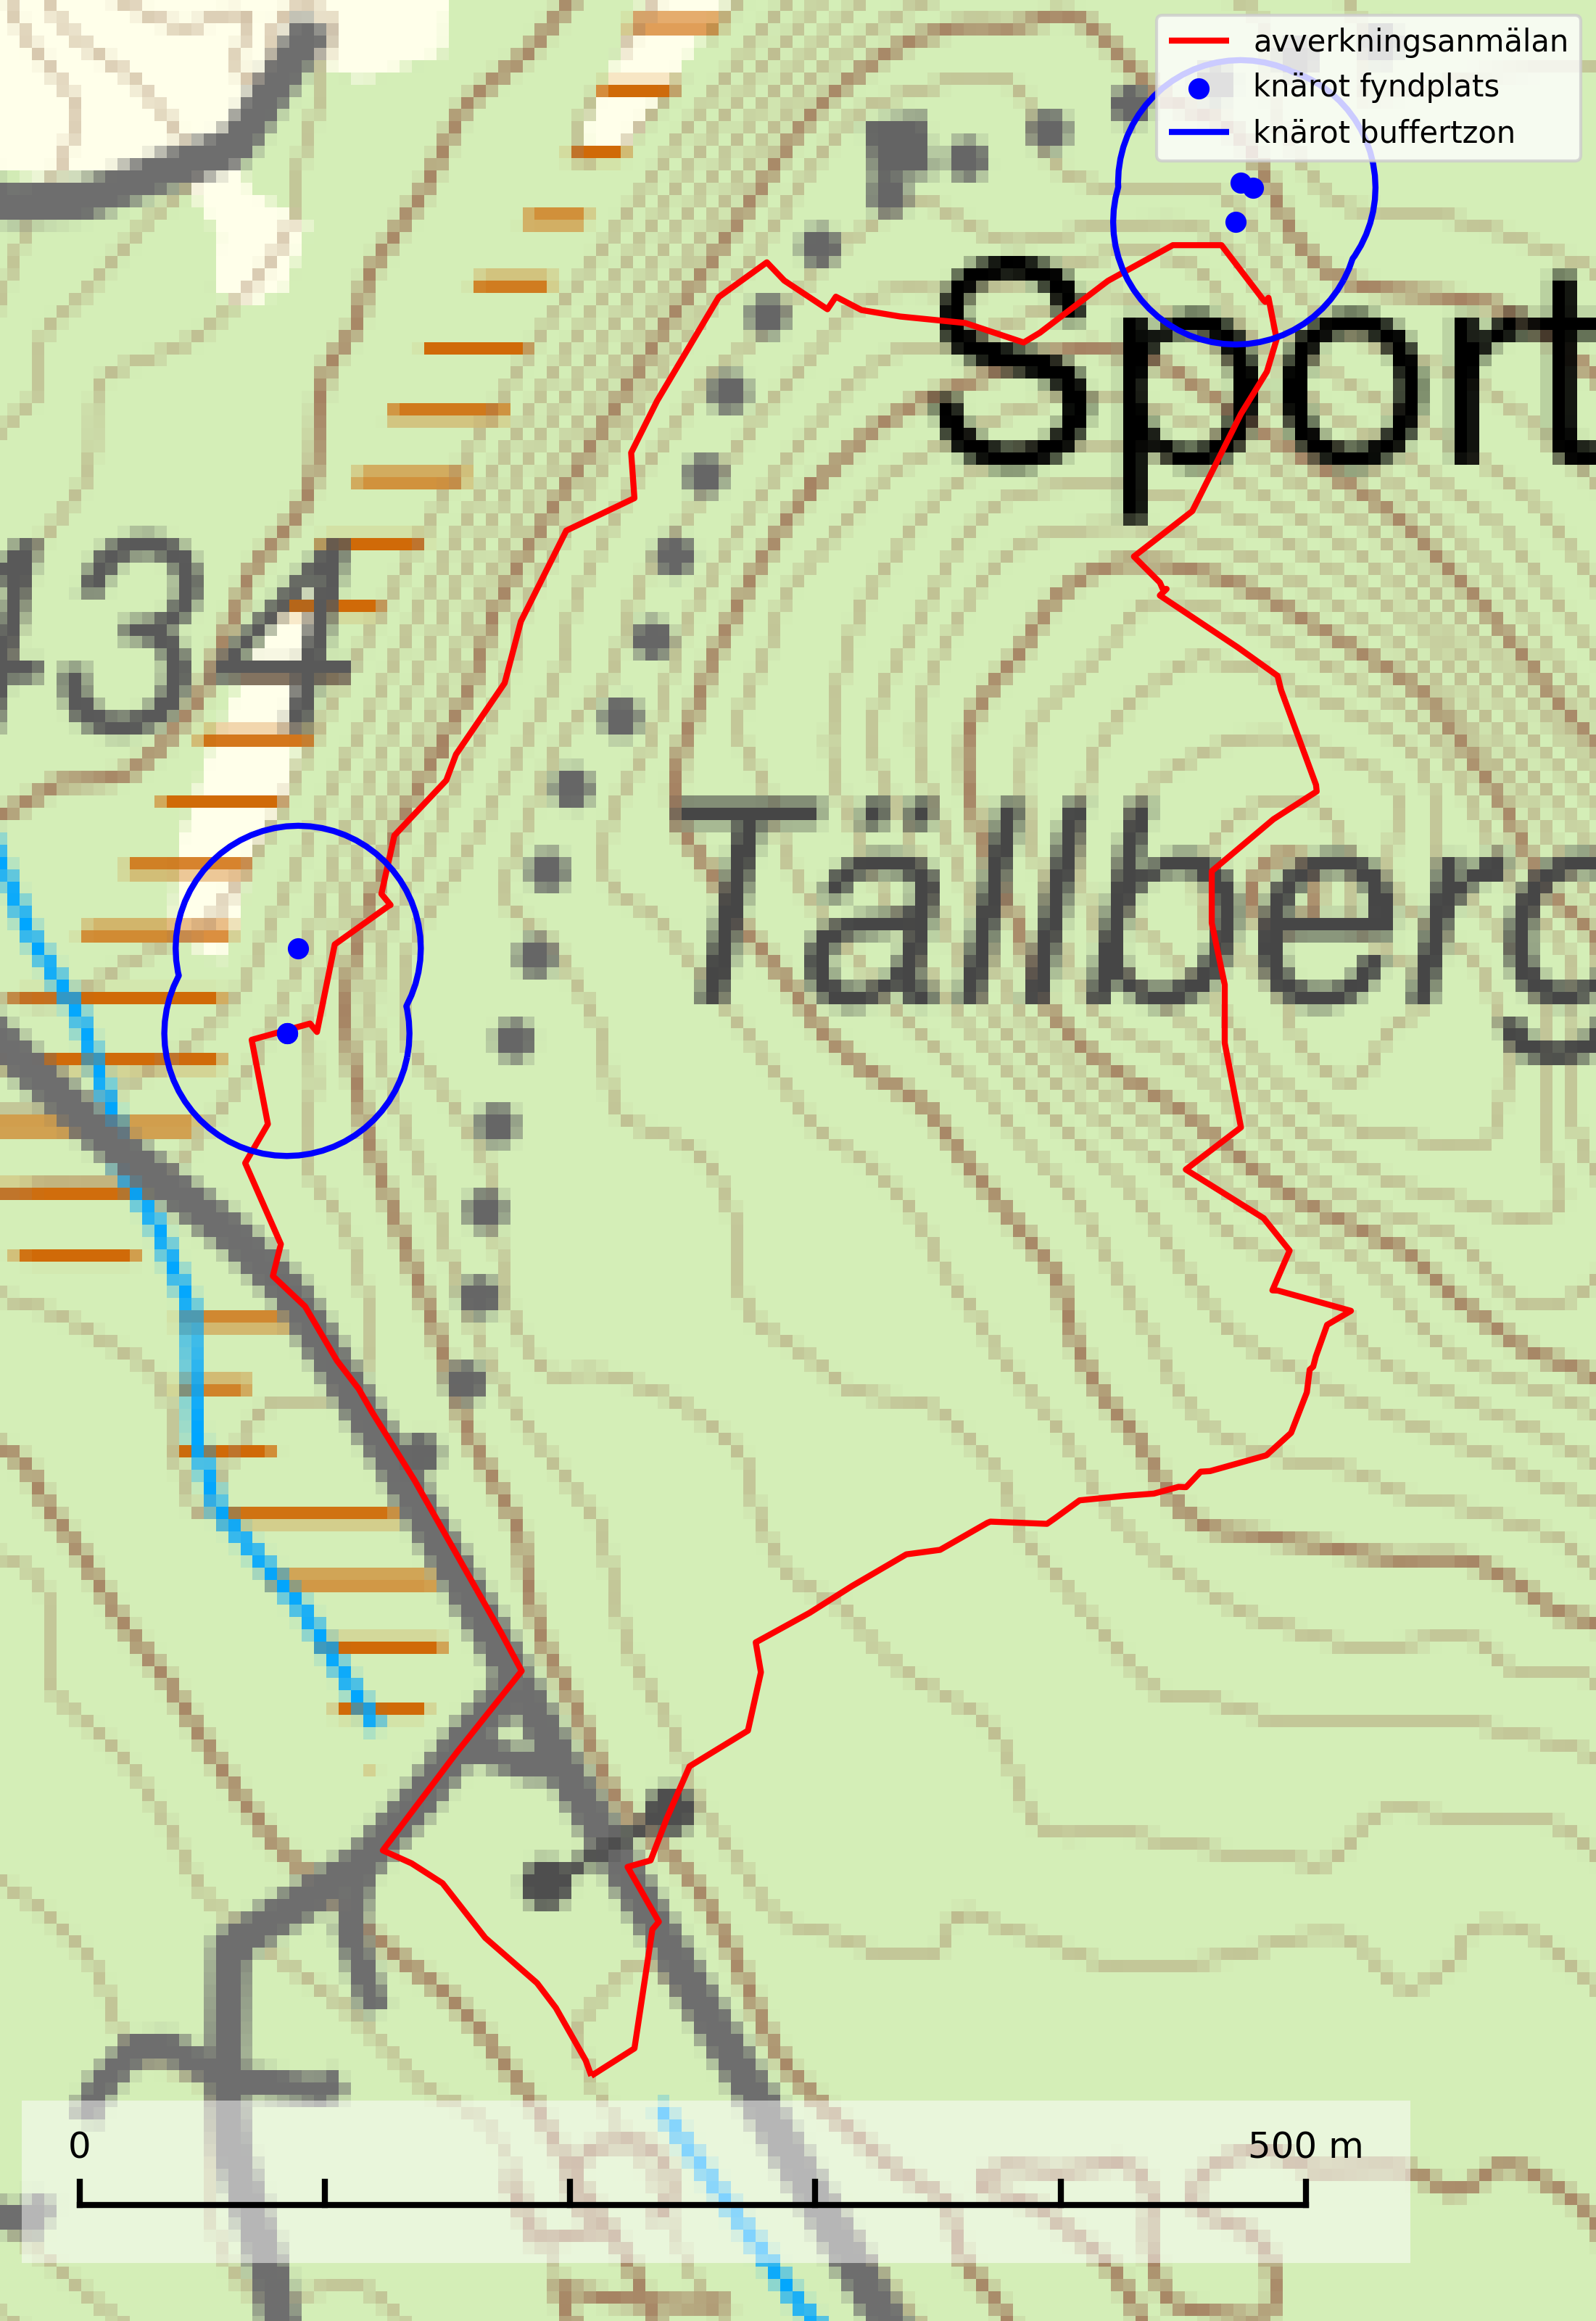 avverkningsanmälan
knärot fyndplats
knärot buffertzon
Sport
434
Tällberg
0 500 m